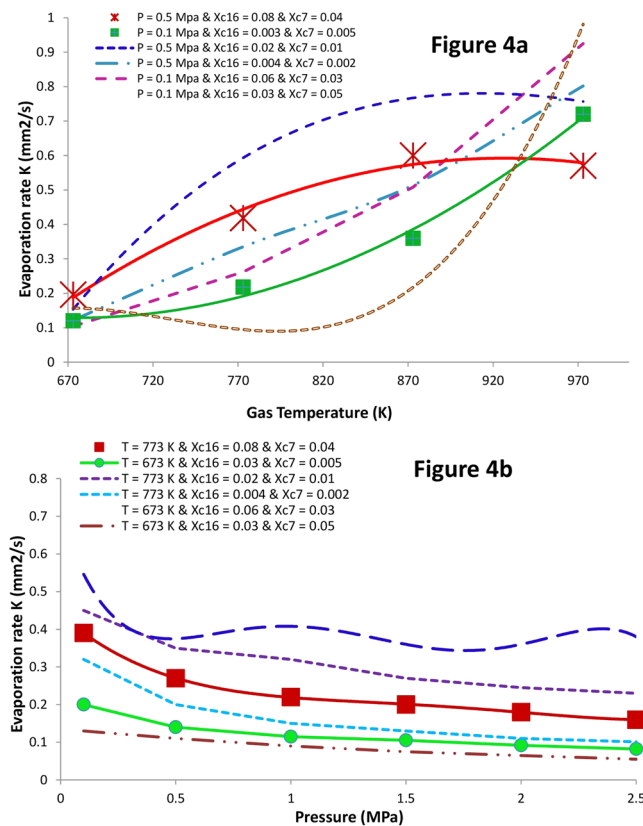 P = 0.5 Mpa & Xc16 = 0.08 & Xc7 = 0.04
P = 0.1 Mpa & Xc16 = 0.003 & Xc7 = 0.005
P = 0.5 Mpa & Xc16 = 0.02 & Xc7 = 0.01
P = 0.5 Mpa & Xc16 = 0.004 & Xc7 = 0.002
P = 0.1 Mpa & Xc16 = 0.06 & Xc7 = 0.03
P = 0.1 Mpa & Xc16 = 0.03 & Xc7 = 0.05
Figure 4a
Evaporation rate K (mm2/s)
1
0.9
0.8
0.7
0.6
0.5
0.4
0.3
0.2
0.1
0
670 720 770 820 870 920 970
Gas Temperature (K)
T = 773 K & Xc16 = 0.08 & Xc7 = 0.04
T = 673 K & Xc16 = 0.03 & Xc7 = 0.005
T = 773 K & Xc16 = 0.02 & Xc7 = 0.01
T = 773 K & Xc16 = 0.004 & Xc7 = 0.002
T = 673 K & Xc16 = 0.06 & Xc7 = 0.03
T = 673 K & Xc16 = 0.03 & Xc7 = 0.05
Figure 4b
Evaporation rate K (mm2/s)
0.8
0.7
0.6
0.5
0.4
0.3
0.2
0.1
0
0 0.5 1 1.5 2 2.5
Pressure (MPa)